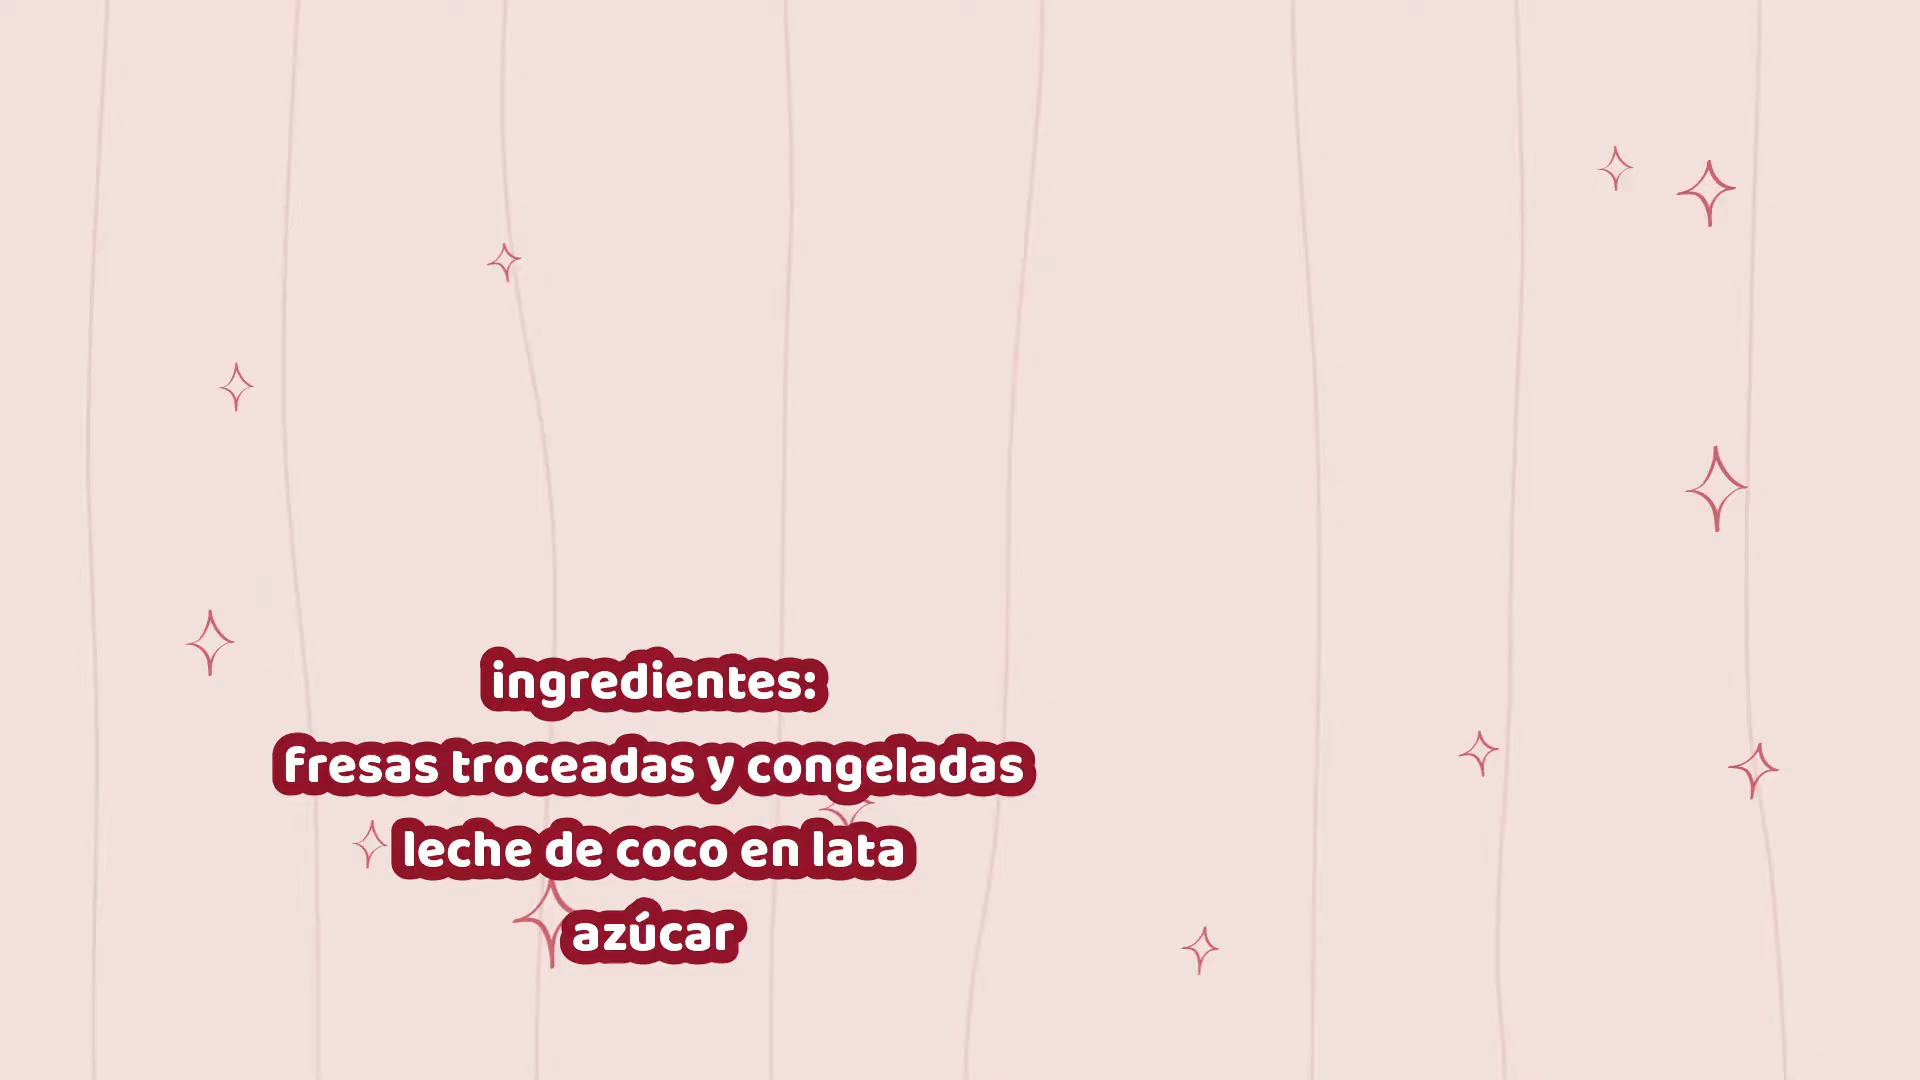 ingredientes:
fresas troceadas y congeladas
leche de coco en lata
azúcar